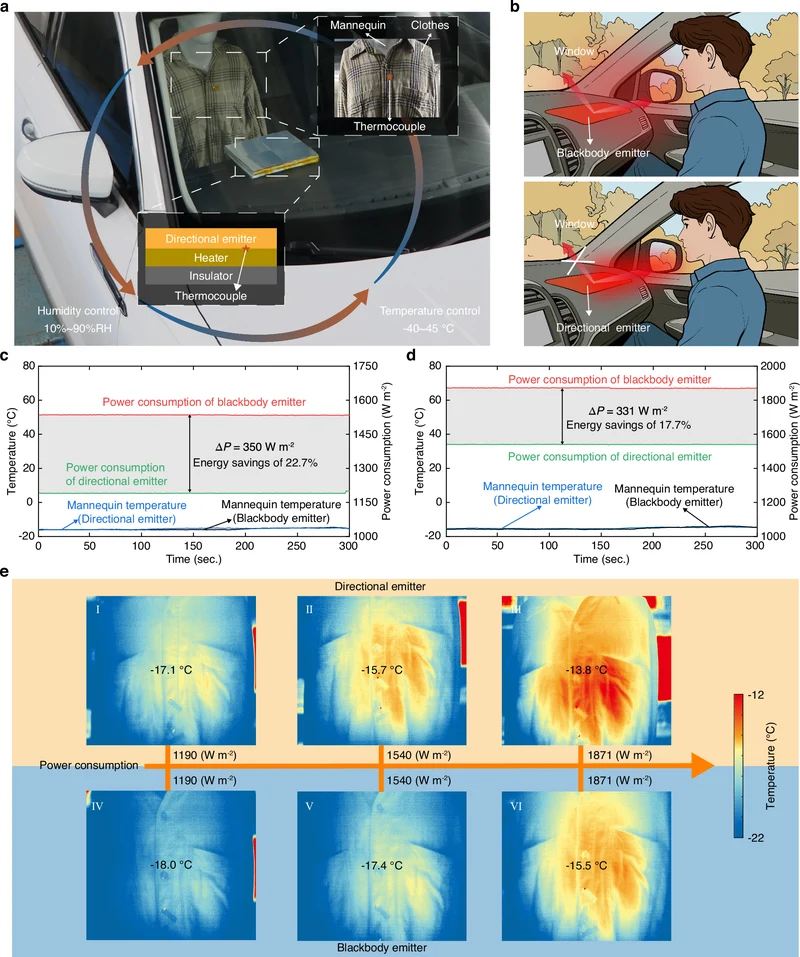 a
Mannequin
Clothes
Thermocouple
Directional emitter
Heater
Insulator
Thermocouple
Humidity control
10%~90%RH
Temperature control
-40~45 °C
b
Window
Blackbody emitter
Window
Directional emitter
c
80
60
40
20
0
-20
Temperature (°C)
0
50
100
150
200
250
300
Time (sec.)
1750
1600
1450
1300
1150
1000
Power consumption (W m-2)
Power consumption of blackbody emitter
ΔP = 350 W m-2
Energy savings of 22.7%
Power consumption
of directional emitter
Mannequin temperature
(Directional emitter)
Mannequin temperature
(Blackbody emitter)
d
80
60
40
20
0
-20
Temperature (°C)
0
50
100
150
200
250
300
Time (sec.)
2000
1800
1600
1400
1200
1000
Power consumption (W m-2)
Power consumption of blackbody emitter
ΔP = 331 W m-2
Energy savings of 17.7%
Power consumption of directional emitter
Mannequin temperature
(Directional emitter)
Mannequin temperature
(Blackbody emitter)
e
Directional emitter
I
-17.1 °C
II
-15.7 °C
III
-13.8 °C
Power consumption
1190 (W m-2)
1540 (W m-2)
1871 (W m-2)
1190 (W m-2)
1540 (W m-2)
1871 (W m-2)
IV
-18.0 °C
V
-17.4 °C
VI
-15.5 °C
Blackbody emitter
-12
-22
Temperature (°C)